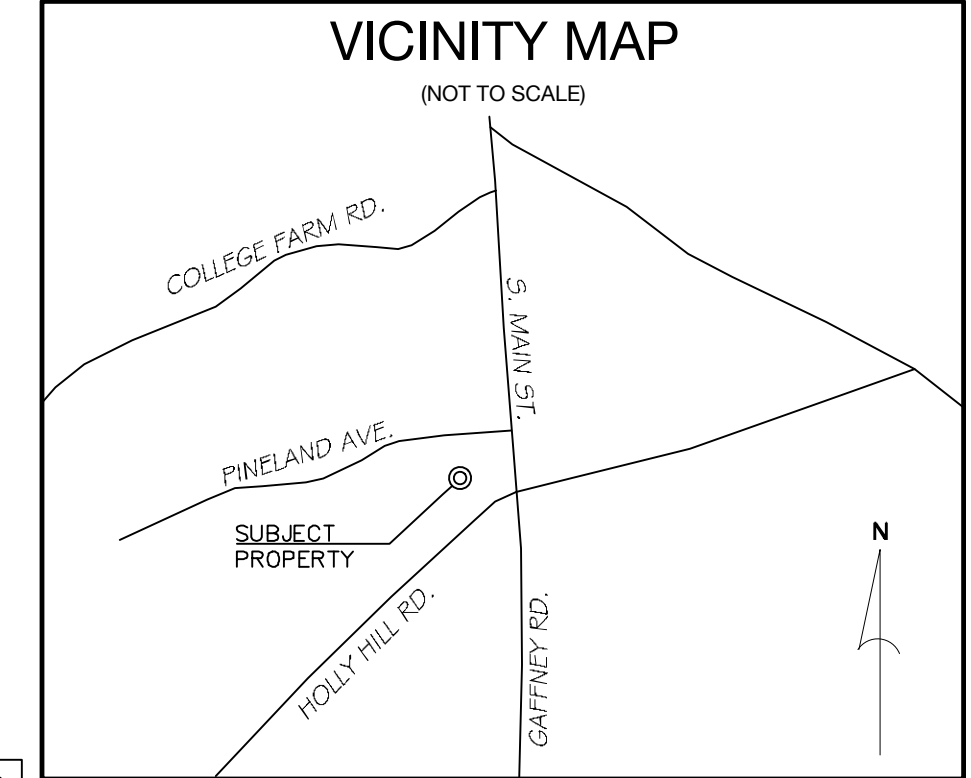 VICINITY MAP
(NOT TO SCALE)
COLLEGE FARM RD.
S. MAIN ST.
PINELAND AVE.
SUBJECT
PROPERTY
N
HOLLY HILL RD.
GAFFNEY RD.